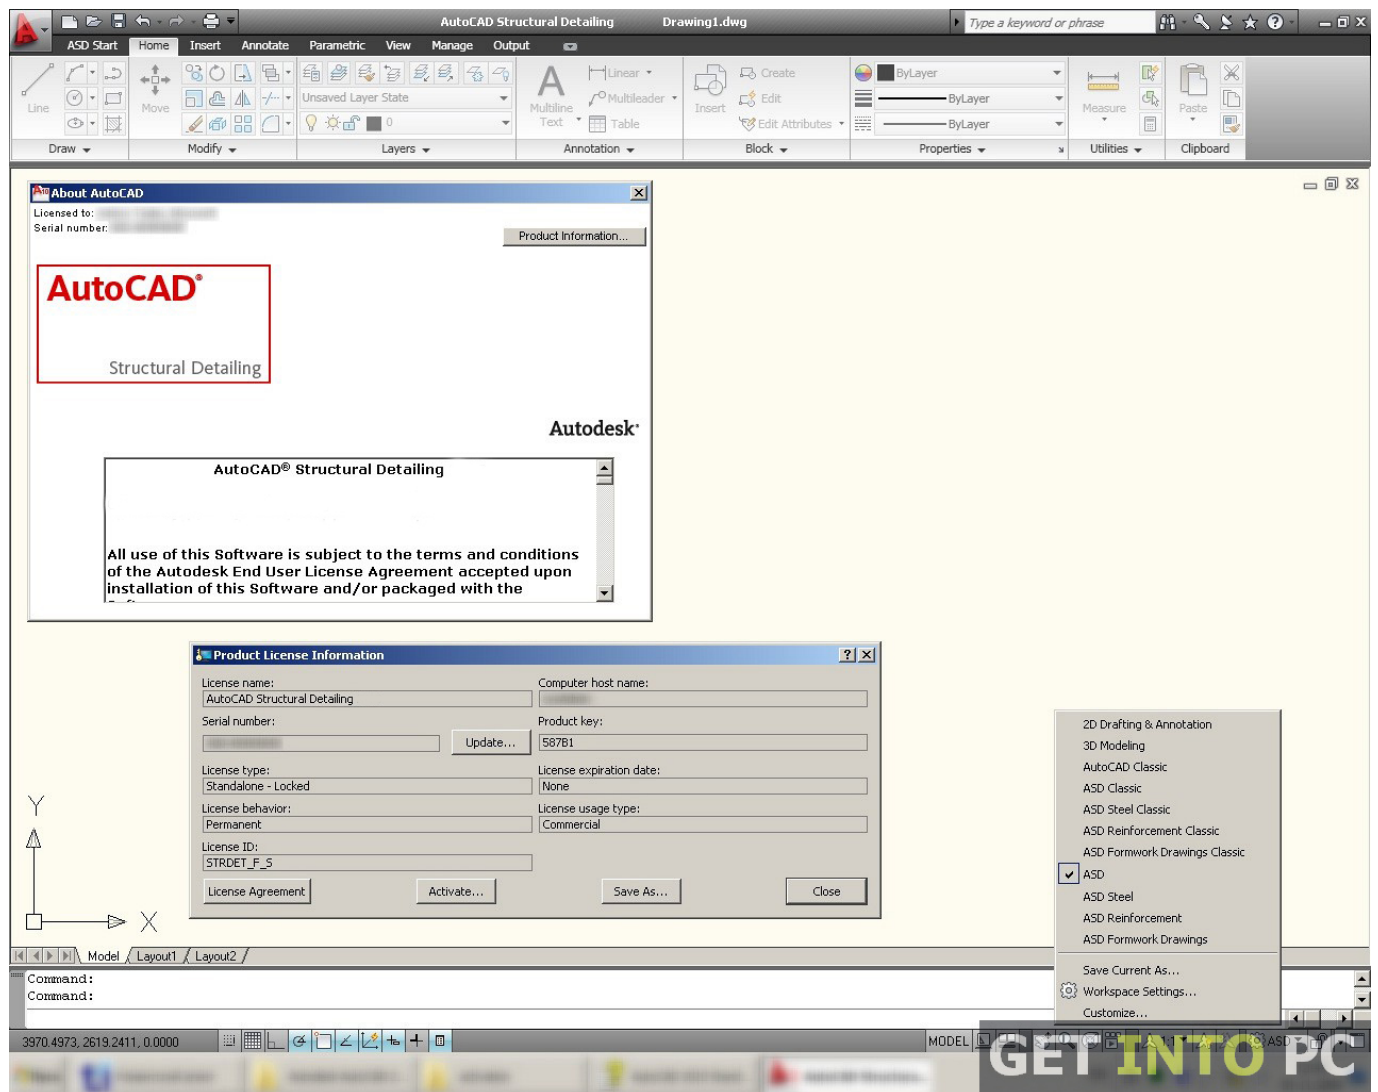 AutoCAD Structural Detailing Drawing1.dwg Type a keyword or phrase
ASD Start Home Insert Annotate Parametric View Manage Output
Line Move Unsaved Layer State 0 Multiline Text Linear Multileader Table Insert Create Edit Edit Attributes ByLayer ByLayer ByLayer Measure Paste
Draw Modify Layers Annotation Block Properties Utilities Clipboard
About AutoCAD
Licensed to:
Serial number:
Product Information...
AutoCAD®
Structural Detailing
Autodesk
AutoCAD® Structural Detailing
All use of this Software is subject to the terms and conditions
of the Autodesk End User License Agreement accepted upon
installation of this Software and/or packaged with the
Product License Information
License name: Computer host name:
AutoCAD Structural Detailing
Serial number: Product key:
Update... 587B1
License type: License expiration date:
Standalone - Locked None
License behavior: License usage type:
Permanent Commercial
License ID:
STRDET_F_S
License Agreement Activate... Save As... Close
2D Drafting & Annotation
3D Modeling
AutoCAD Classic
ASD Classic
ASD Steel Classic
ASD Reinforcement Classic
ASD Formwork Drawings Classic
ASD
ASD Steel
ASD Reinforcement
ASD Formwork Drawings
Save Current As...
Workspace Settings...
Customize...
Y
X
Model Layout1 Layout2
Command:
Command:
3970.4973, 2619.2411, 0.0000 MODEL 1:1 ASD
GET INTO PC